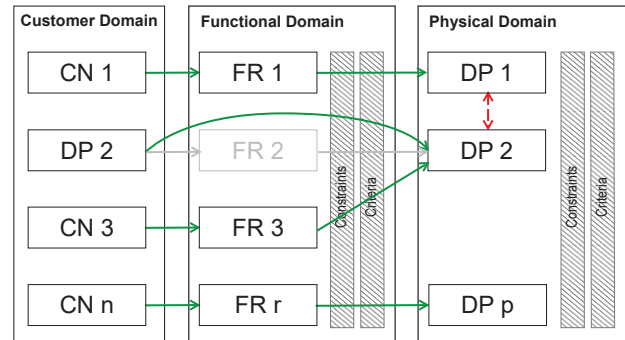 Customer Domain
Functional Domain
Physical Domain
CN 1
FR 1
DP 1
DP 2
FR 2
DP 2
CN 3
FR 3
CN n
FR r
DP p
Constraints
Criteria
Constraints
Criteria